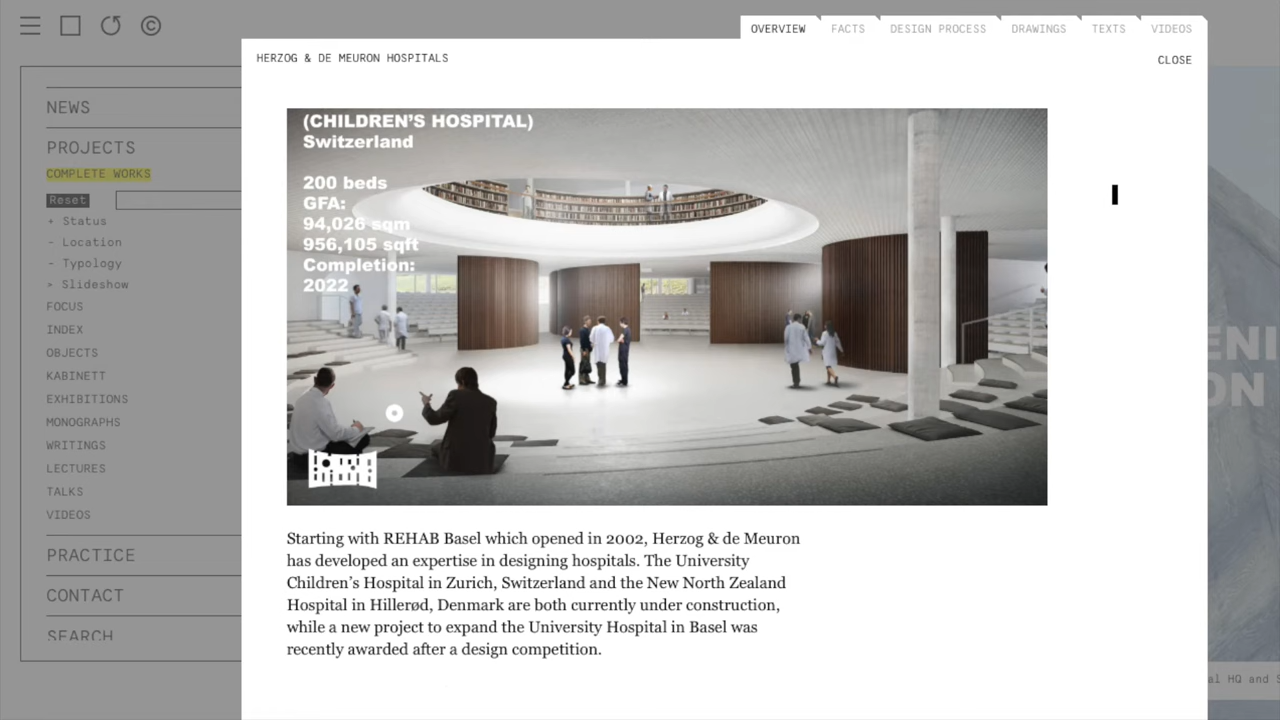 OVERVIEW
FACTS
DESIGN PROCESS
DRAWINGS
TEXTS
VIDEOS
HERZOG & DE MEURON HOSPITALS
CLOSE
NEWS
PROJECTS
COMPLETE WORKS
Reset
+ Status
- Location
- Typology
> Slideshow
FOCUS
INDEX
OBJECTS
KABINETT
EXHIBITIONS
MONOGRAPHS
WRITINGS
LECTURES
TALKS
VIDEOS
PRACTICE
CONTACT
SEARCH
(CHILDREN’S HOSPITAL)
Switzerland
200 beds
GFA:
94,026 sqm
956,105 sqft
Completion:
2022
Starting with REHAB Basel which opened in 2002, Herzog & de Meuron
has developed an expertise in designing hospitals. The University
Children’s Hospital in Zurich, Switzerland and the New North Zealand
Hospital in Hillerød, Denmark are both currently under construction,
while a new project to expand the University Hospital in Basel was
recently awarded after a design competition.
ENI
ON
al HQ and S